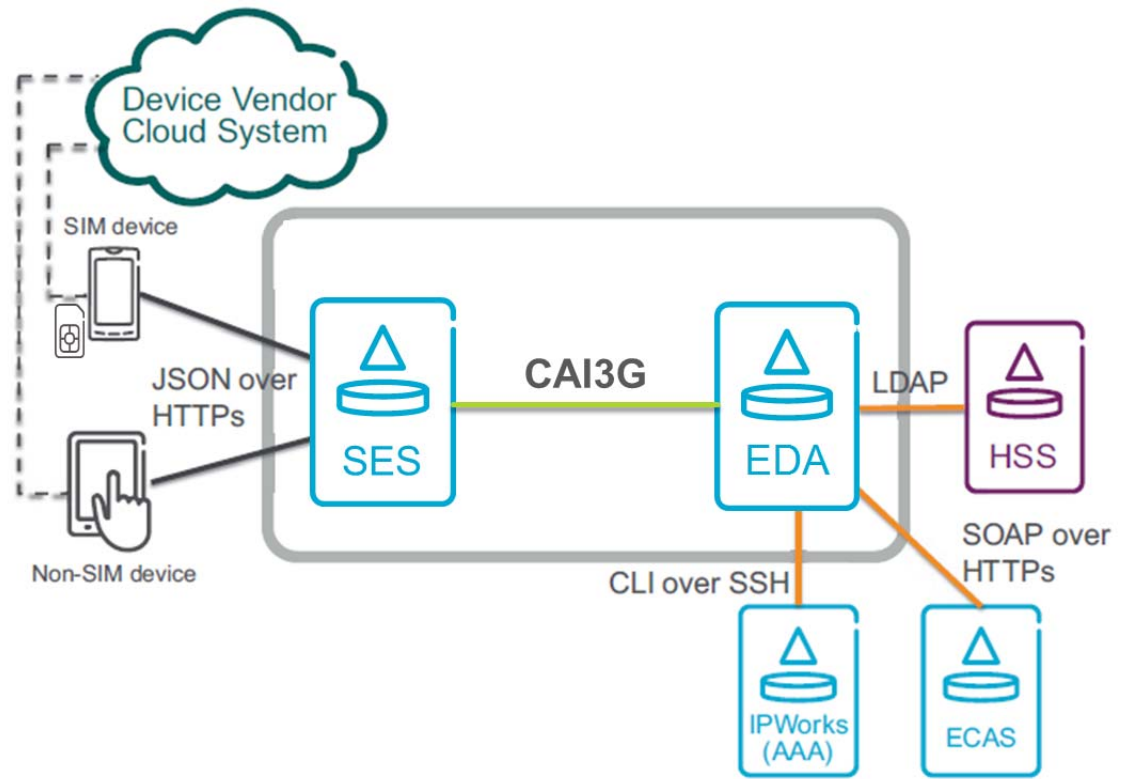 Device Vendor
Cloud System
SIM device
JSON over
HTTPs
CAI3G
LDAP
SES
EDA
HSS
SOAP over
HTTPs
Non-SIM device
CLI over SSH
IPWorks
(AAA)
ECAS